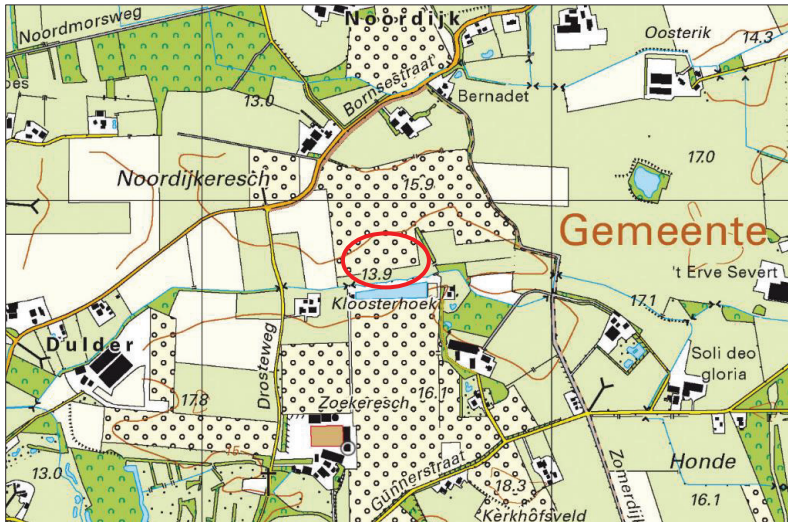 Noordijk
Noordmorsweg
Oosterik
14.3
Bornsestraat
Bernadet
13.0
17.0
Noordijkeresch
15.9
Gemeente
't Erve Severt
13.9
Kloosterhoek
17.1
Dulder
Drosteweg
Soli deo
gloria
Zoekeresch
16.1
17.8
15
Gunnerstraat
Zomerdijk
Honde
13.0
18.3
16.1
Kerkhofsveld